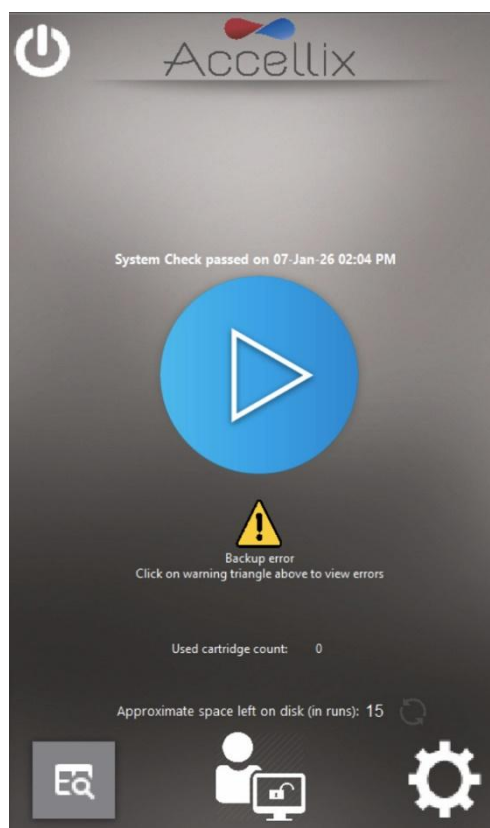 Accellix
System Check passed on 07-Jan-26 02:04 PM
Backup error
Click on warning triangle above to view errors
Used cartridge count: 0
Approximate space left on disk (in runs): 15